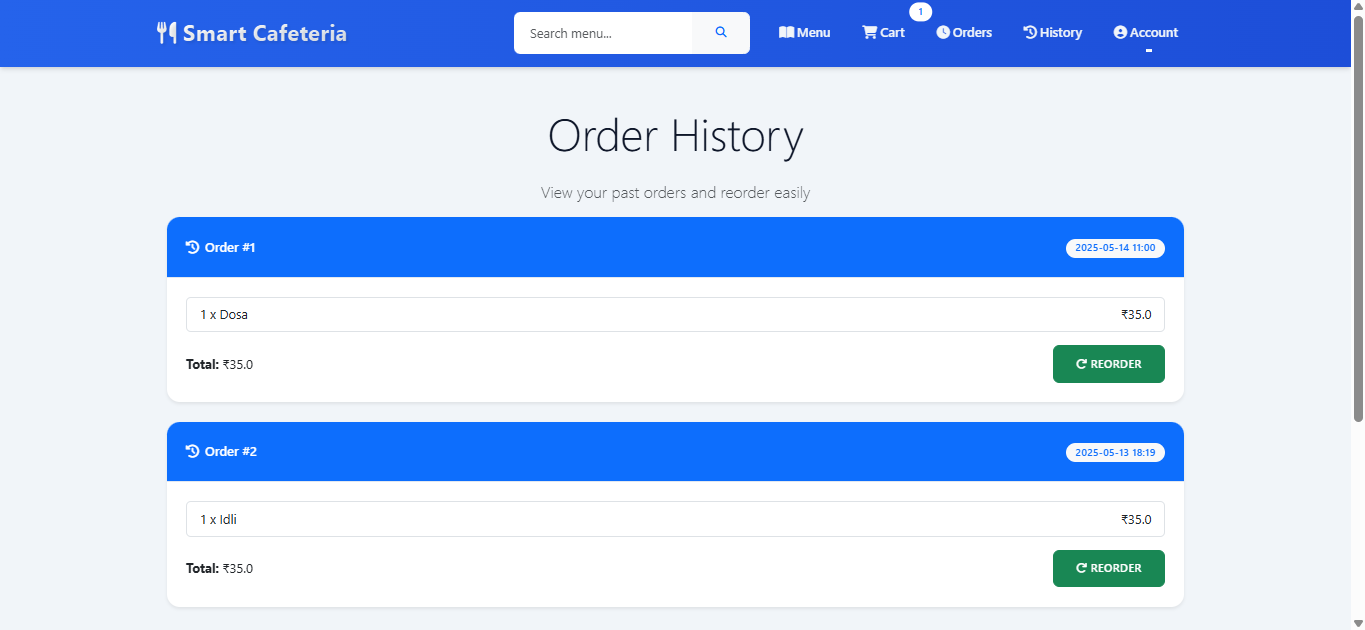 1
Smart Cafeteria
Search menu...
Menu
Cart
Orders
History
Account
Order History
View your past orders and reorder easily
Order #1
2025-05-14 11:00
1 x Dosa
₹35.0
Total: ₹35.0
REORDER
Order #2
2025-05-13 18:19
1 x Idli
₹35.0
Total: ₹35.0
REORDER